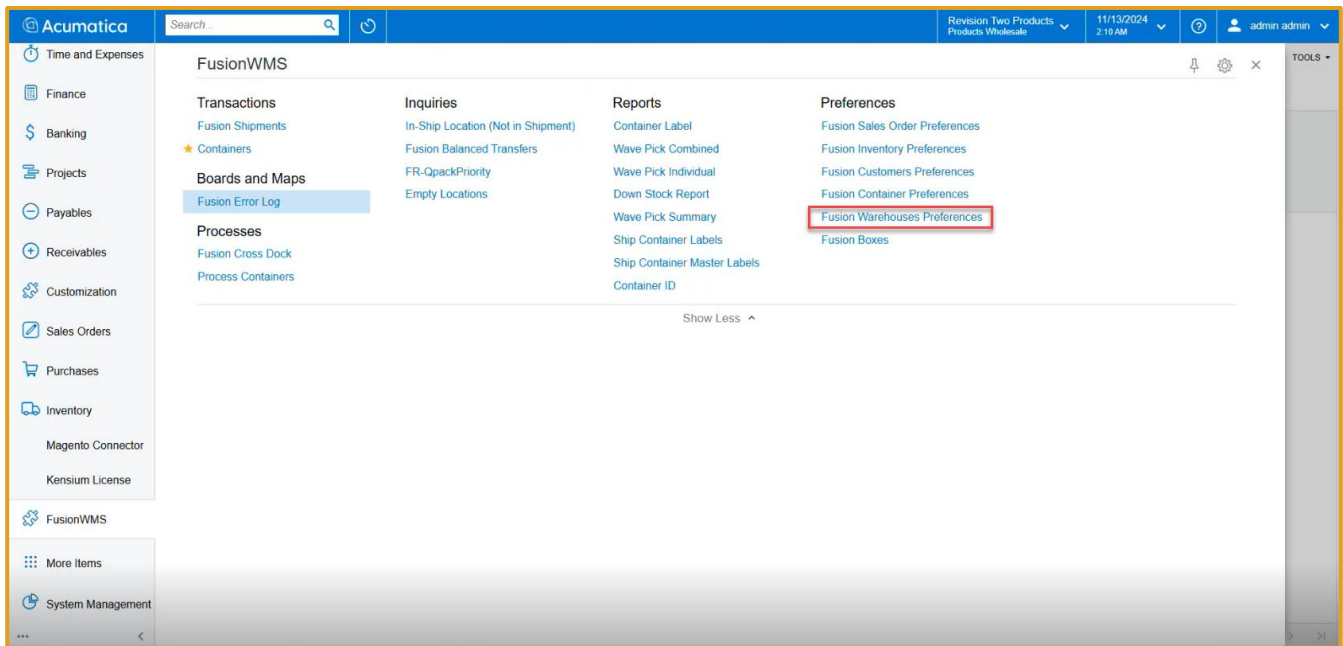 Acumatica
Search...
Revision Two Products
Products Wholesale
11/13/2024
2:10 AM
admin admin
Time and Expenses
Finance
Banking
Projects
Payables
Receivables
Customization
Sales Orders
Purchases
Inventory
Magento Connector
Kensium License
FusionWMS
More Items
System Management
...
FusionWMS
TOOLS
Transactions
Fusion Shipments
Containers
Boards and Maps
Fusion Error Log
Processes
Fusion Cross Dock
Process Containers
Inquiries
In-Ship Location (Not in Shipment)
Fusion Balanced Transfers
FR-QpackPriority
Empty Locations
Reports
Container Label
Wave Pick Combined
Wave Pick Individual
Down Stock Report
Wave Pick Summary
Ship Container Labels
Ship Container Master Labels
Container ID
Preferences
Fusion Sales Order Preferences
Fusion Inventory Preferences
Fusion Customers Preferences
Fusion Container Preferences
Fusion Warehouses Preferences
Fusion Boxes
Show Less